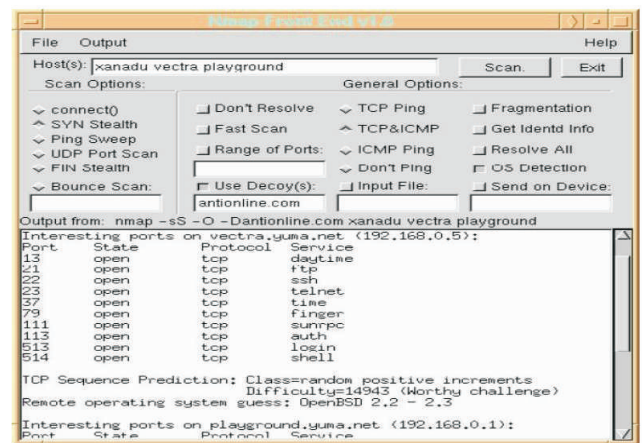 Nmap Front End v1.8
File Output Help
Host(s): xanadu vectra playground Scan. Exit
Scan Options: General Options:
connect() Don't Resolve TCP Ping Fragmentation
SYN Stealth Fast Scan TCP&ICMP Get Identd Info
Ping Sweep Range of Ports: ICMP Ping Resolve All
UDP Port Scan Don't Ping OS Detection
FIN Stealth
Bounce Scan: Use Decoy(s): Input File: Send on Device:
antionline.com
Output from: nmap -sS -O -Dantionline.com xanadu vectra playground
Interesting ports on vectra.yuma.net (192.168.0.5):
Port State Protocol Service
13 open tcp daytime
21 open tcp ftp
22 open tcp ssh
23 open tcp telnet
37 open tcp time
79 open tcp finger
111 open tcp sunrpc
113 open tcp auth
513 open tcp login
514 open tcp shell
TCP Sequence Prediction: Class=random positive increments
Difficulty=14943 (Worthy challenge)
Remote operating system guess: OpenBSD 2.2 - 2.3
Interesting ports on playground.yuma.net (192.168.0.1):
Port State Protocol Service